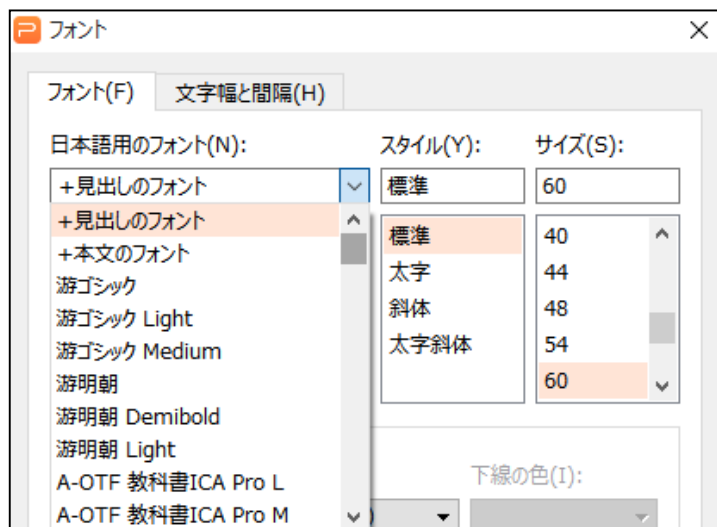 フォント
フォント(F)
文字幅と間隔(H)
日本語用のフォント(N):
スタイル(Y):
サイズ(S):
+見出しのフォント
標準
60
+見出しのフォント
+本文のフォント
游ゴシック
游ゴシック Light
游ゴシック Medium
游明朝
游明朝 Demibold
游明朝 Light
A-OTF 教科書ICA Pro L
A-OTF 教科書ICA Pro M
標準
太字
斜体
太字斜体
40
44
48
54
60
下線の色(I):
)